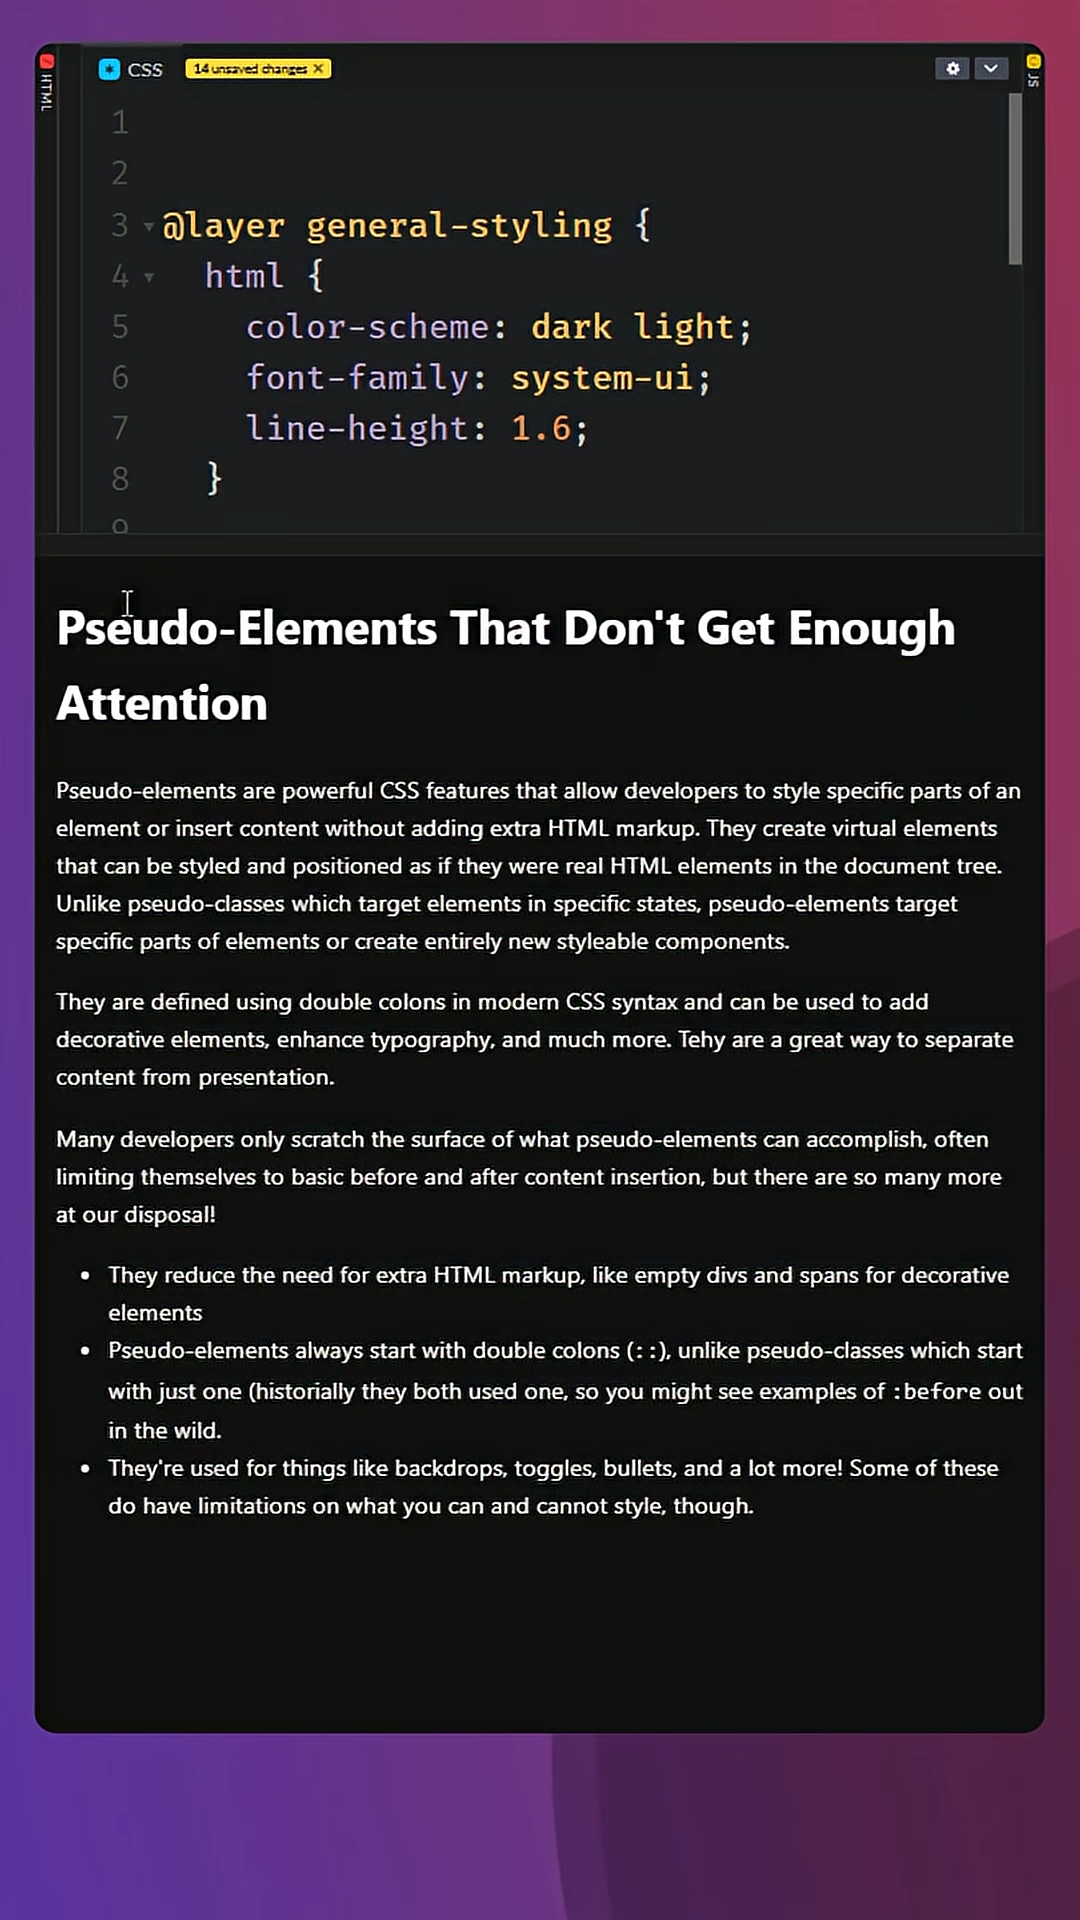 HTML
CSS
14 unsaved changes ×
JS
1
2
3 @layer general-styling {
4 html {
5 color-scheme: dark light;
6 font-family: system-ui;
7 line-height: 1.6;
8 }
9
Pseudo-Elements That Don't Get Enough
Attention
Pseudo-elements are powerful CSS features that allow developers to style specific parts of an
element or insert content without adding extra HTML markup. They create virtual elements
that can be styled and positioned as if they were real HTML elements in the document tree.
Unlike pseudo-classes which target elements in specific states, pseudo-elements target
specific parts of elements or create entirely new styleable components.
They are defined using double colons in modern CSS syntax and can be used to add
decorative elements, enhance typography, and much more. Tehy are a great way to separate
content from presentation.
Many developers only scratch the surface of what pseudo-elements can accomplish, often
limiting themselves to basic before and after content insertion, but there are so many more
at our disposal!
• They reduce the need for extra HTML markup, like empty divs and spans for decorative
elements
• Pseudo-elements always start with double colons (::), unlike pseudo-classes which start
with just one (historially they both used one, so you might see examples of :before out
in the wild.
• They're used for things like backdrops, toggles, bullets, and a lot more! Some of these
do have limitations on what you can and cannot style, though.